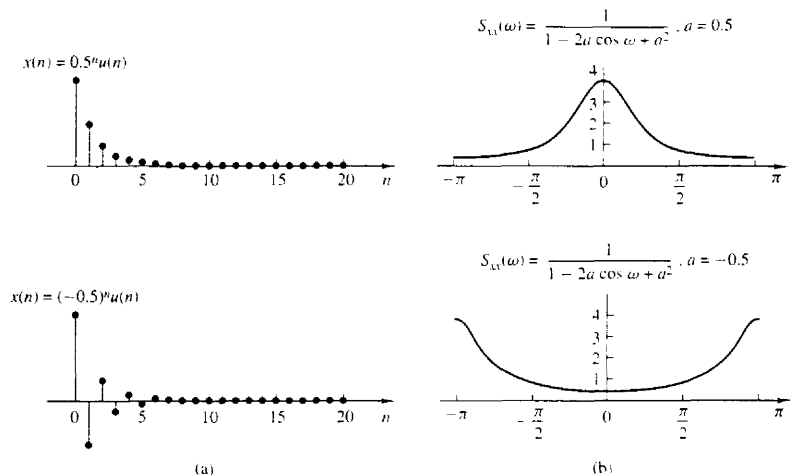 x(n) = 0.5ⁿu(n)
0 5 10 15 20 n
Sₓₓ(ω) = 1 / (1 − 2a cos ω + a²) , a = 0.5
4
3
2
1
−π −π/2 0 π/2 π
x(n) = (−0.5)ⁿu(n)
0 5 10 15 20 n
(a)
Sₓₓ(ω) = 1 / (1 − 2a cos ω + a²) , a = −0.5
4
3
2
1
−π −π/2 0 π/2 π
(b)